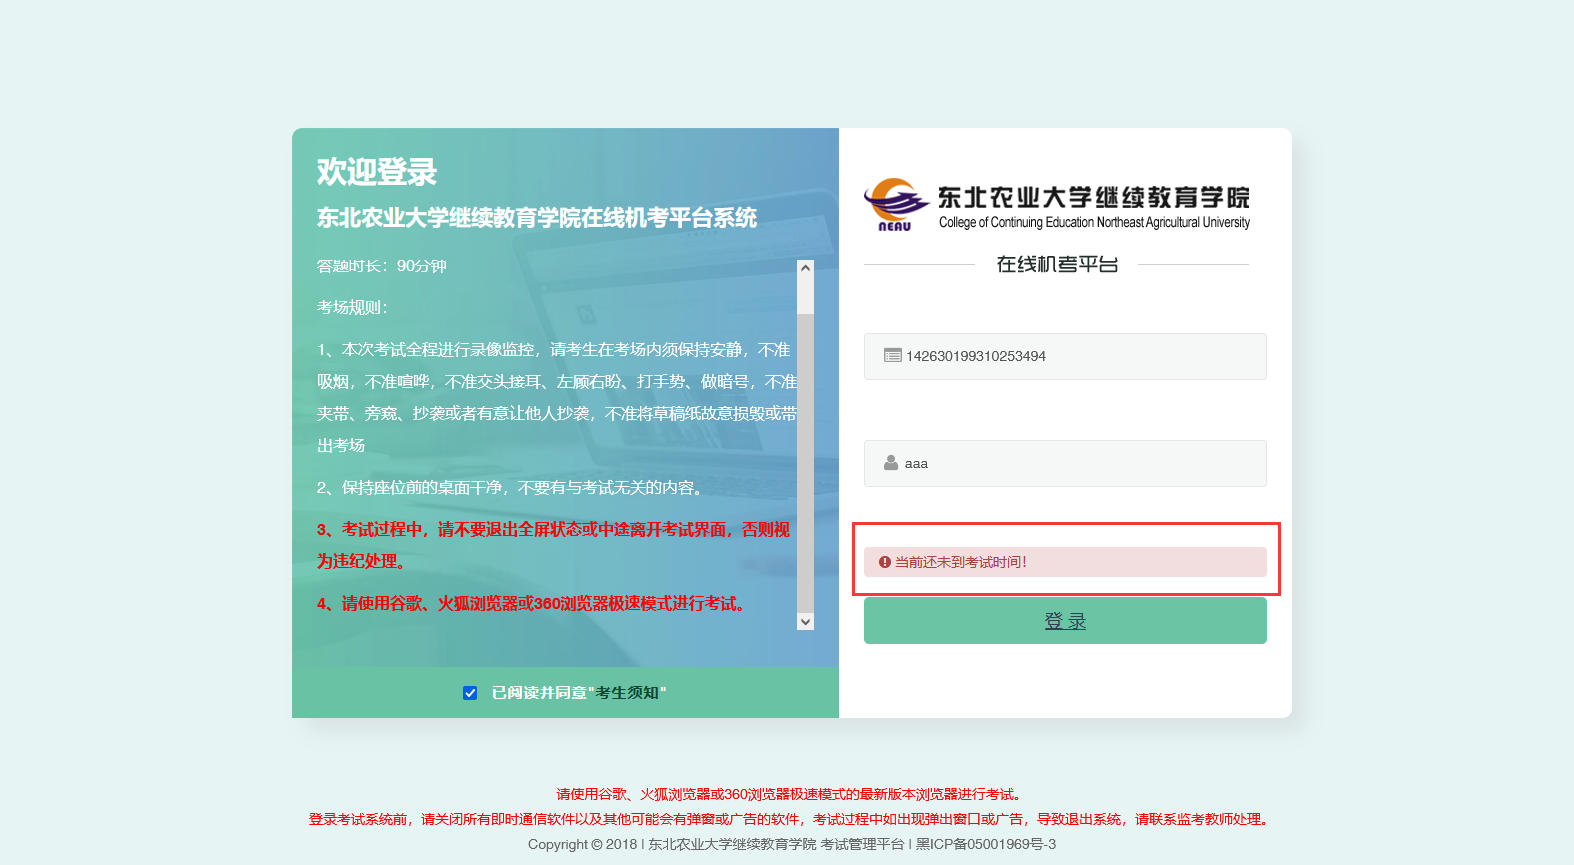 欢迎登录
东北农业大学继续教育学院在线机考平台系统
答题时长：90分钟
考场规则：
1、本次考试全程进行录像监控，请考生在考场内须保持安静，不准
吸烟，不准喧哗，不准交头接耳、左顾右盼、打手势、做暗号，不准
夹带、旁窥、抄袭或者有意让他人抄袭，不准将草稿纸故意损毁或带
出考场
2、保持座位前的桌面干净，不要有与考试无关的内容。
3、考试过程中，请不要退出全屏状态或中途离开考试界面，否则视
为违纪处理。
4、请使用谷歌、火狐浏览器或360浏览器极速模式进行考试。
已阅读并同意"考生须知"
NEAU
东北农业大学继续教育学院
College of Continuing Education Northeast Agricultural University
在线机考平台
142630199310253494
aaa
当前还未到考试时间！
登 录
请使用谷歌、火狐浏览器或360浏览器极速模式的最新版本浏览器进行考试。
登录考试系统前，请关闭所有即时通信软件以及其他可能会有弹窗或广告的软件，考试过程中如出现弹出窗口或广告，导致退出系统，请联系监考教师处理。
Copyright © 2018 | 东北农业大学继续教育学院 考试管理平台 | 黑ICP备05001969号-3